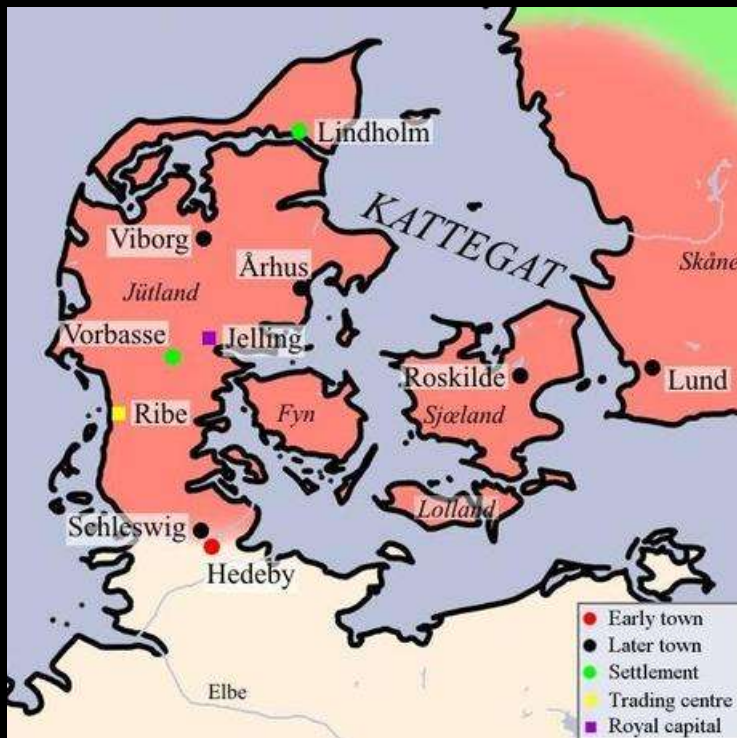 Lindholm
KATTEGAT
Viborg
Århus
Skåne
Jütland
Vorbasse
Jelling
Roskilde
Lund
Ribe
Fyn
Sjælland
Lolland
Schleswig
Hedeby
Elbe
Early town
Later town
Settlement
Trading centre
Royal capital